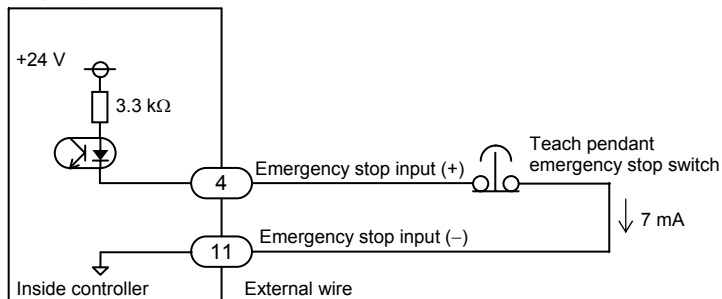 +24 V
3.3 kΩ
Teach pendant
emergency stop switch
Emergency stop input (+)
4
7 mA
Emergency stop input (−)
11
Inside controller
External wire